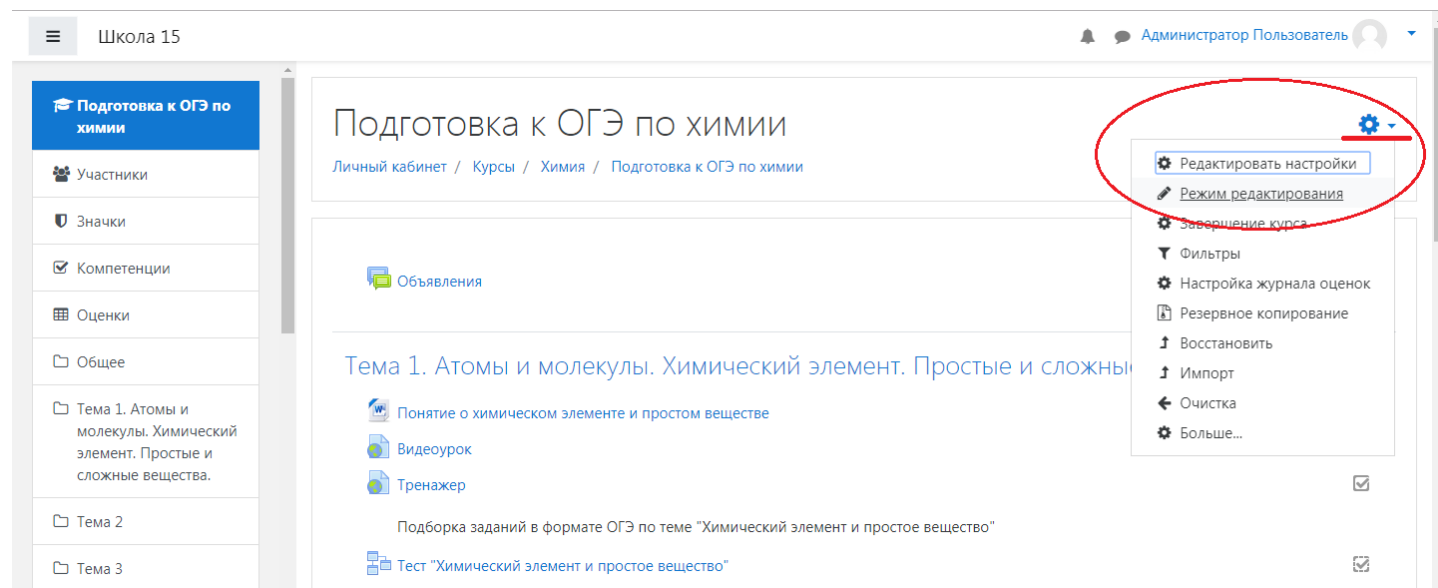 Школа 15
Администратор Пользователь
Подготовка к ОГЭ по
химии
Участники
Значки
Компетенции
Оценки
Общее
Тема 1. Атомы и
молекулы. Химический
элемент. Простые и
сложные вещества.
Тема 2
Тема 3
Подготовка к ОГЭ по химии
Личный кабинет / Курсы / Химия / Подготовка к ОГЭ по химии
Редактировать настройки
Режим редактирования
Завершение курса
Фильтры
Настройка журнала оценок
Резервное копирование
Восстановить
Импорт
Очистка
Больше...
Объявления
Тема 1. Атомы и молекулы. Химический элемент. Простые и сложны
Понятие о химическом элементе и простом веществе
Видеоурок
Тренажер
Подборка заданий в формате ОГЭ по теме "Химический элемент и простое вещество"
Тест "Химический элемент и простое вещество"